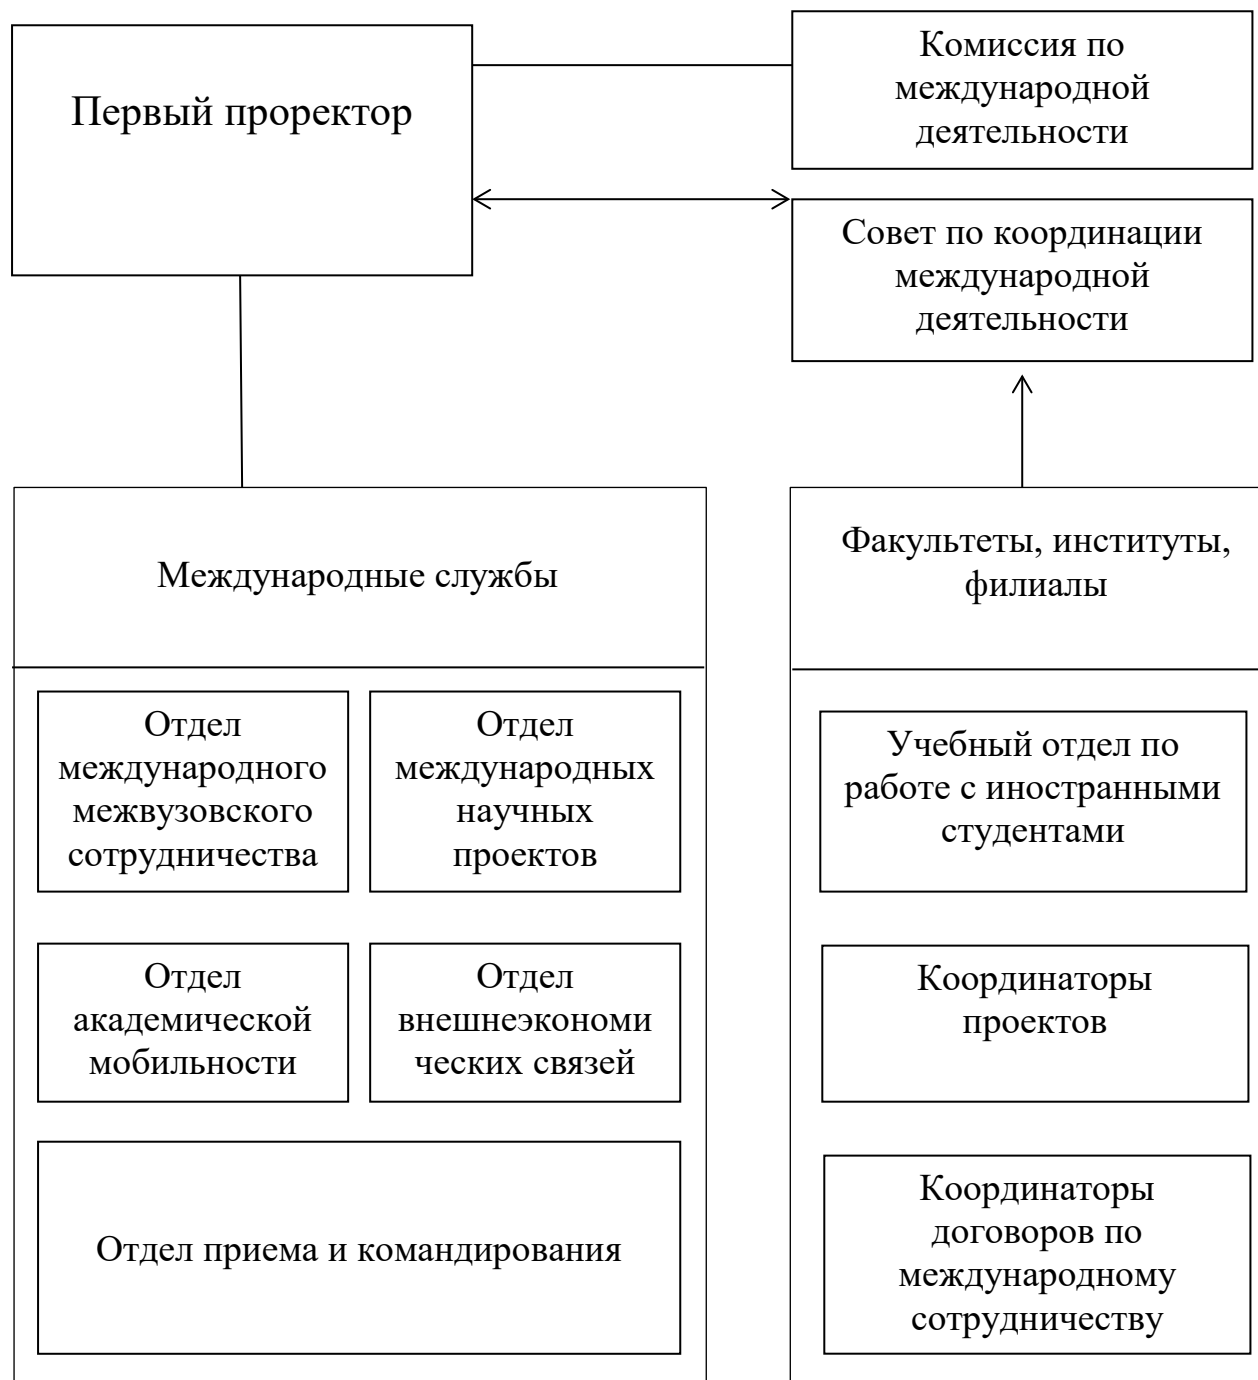 Первый проректор
Комиссия по
международной
деятельности
Совет по координации
международной
деятельности
Международные службы
Отдел
международного
межвузовского
сотрудничества
Отдел
международных
научных
проектов
Отдел
академической
мобильности
Отдел
внешнеэкономи
ческих связей
Отдел приема и командирования
Факультеты, институты,
филиалы
Учебный отдел по
работе с иностранными
студентами
Координаторы
проектов
Координаторы
договоров по
международному
сотрудничеству